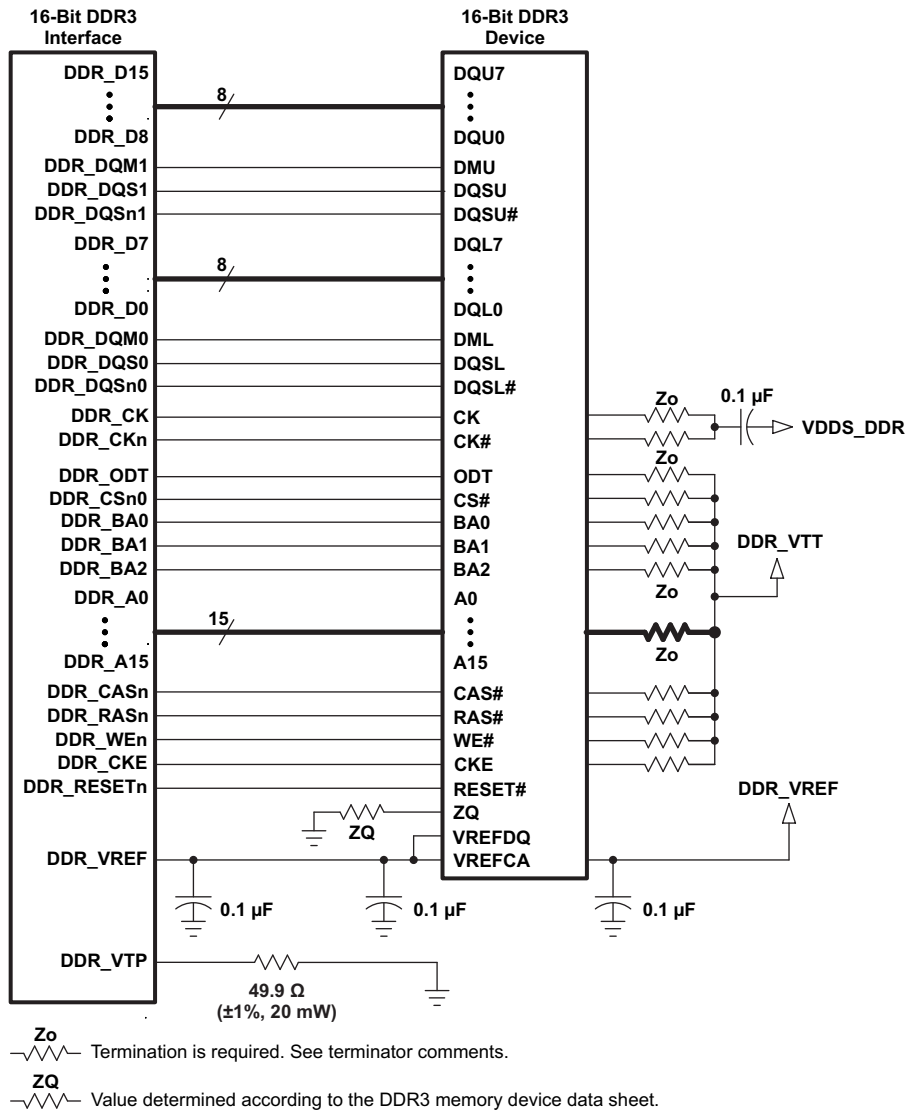 16-Bit DDR3
Interface
16-Bit DDR3
Device
DDR_D15
8
DQU7
DDR_D8
DQU0
DDR_DQM1
DMU
DDR_DQS1
DQSU
DDR_DQSn1
DQSU#
DDR_D7
8
DQL7
DDR_D0
DQL0
DDR_DQM0
DML
DDR_DQS0
DQSL
DDR_DQSn0
DQSL#
DDR_CK
CK
Zo
0.1 µF
VDDS_DDR
DDR_CKn
CK#
Zo
DDR_ODT
ODT
DDR_CSn0
CS#
DDR_BA0
BA0
DDR_BA1
BA1
DDR_VTT
DDR_BA2
BA2
Zo
DDR_A0
A0
15
Zo
DDR_A15
A15
DDR_CASn
CAS#
DDR_RASn
RAS#
DDR_WEn
WE#
DDR_CKE
CKE
DDR_RESETn
RESET#
DDR_VREF
ZQ
ZQ
VREFDQ
DDR_VREF
VREFCA
0.1 µF
0.1 µF
0.1 µF
DDR_VTP
49.9 Ω
(±1%, 20 mW)
Zo
Termination is required. See terminator comments.
ZQ
Value determined according to the DDR3 memory device data sheet.